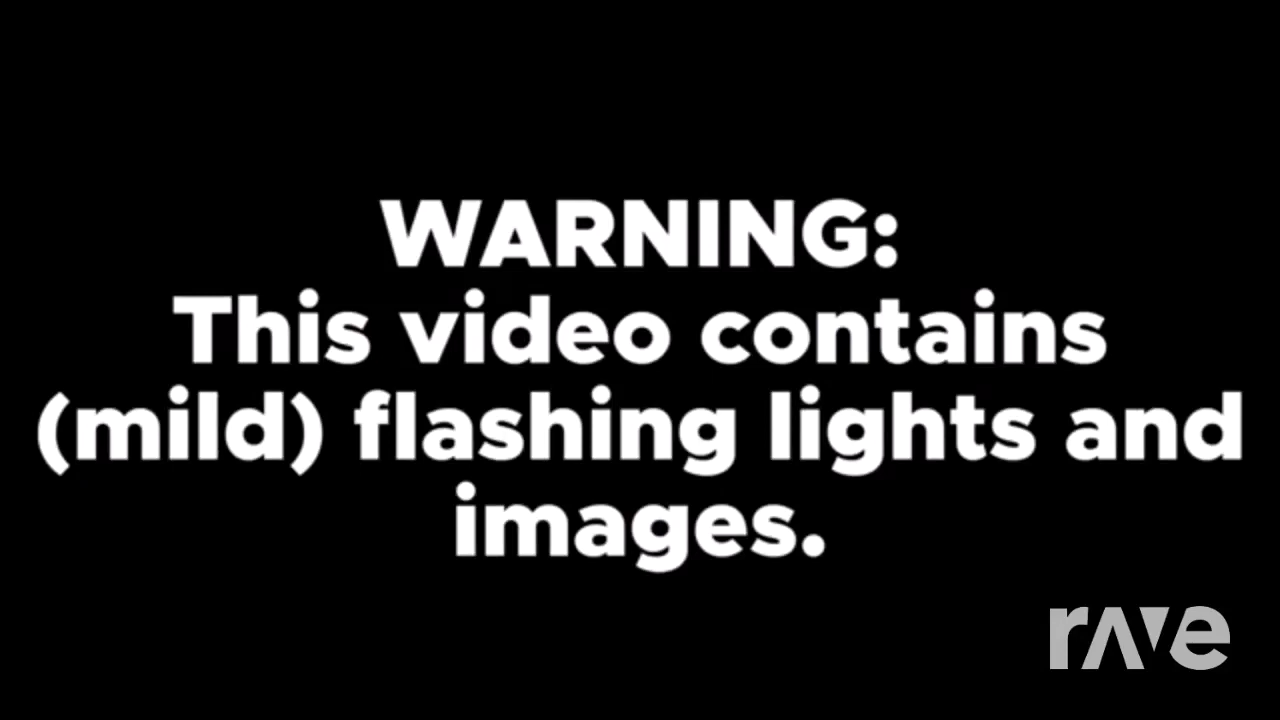 WARNING:
This video contains
(mild) flashing lights and
images.
rave